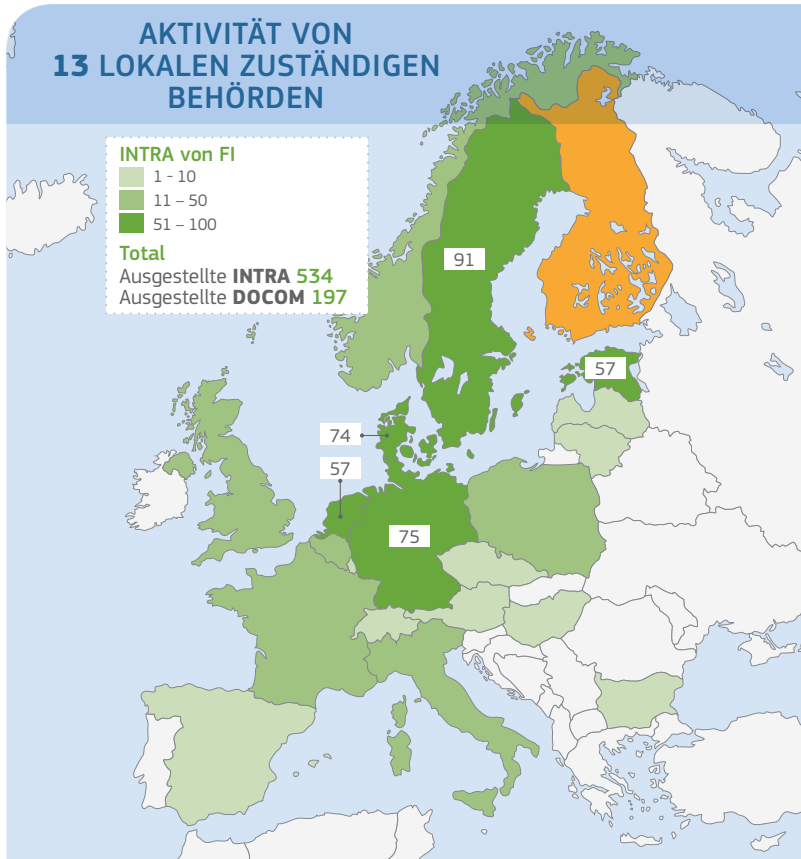 AKTIVITÄT VON
13 LOKALEN ZUSTÄNDIGEN
BEHÖRDEN
INTRA von FI
1 - 10
11 – 50
51 – 100
Total
Ausgestellte INTRA 534
Ausgestellte DOCOM 197
91
57
74
57
75